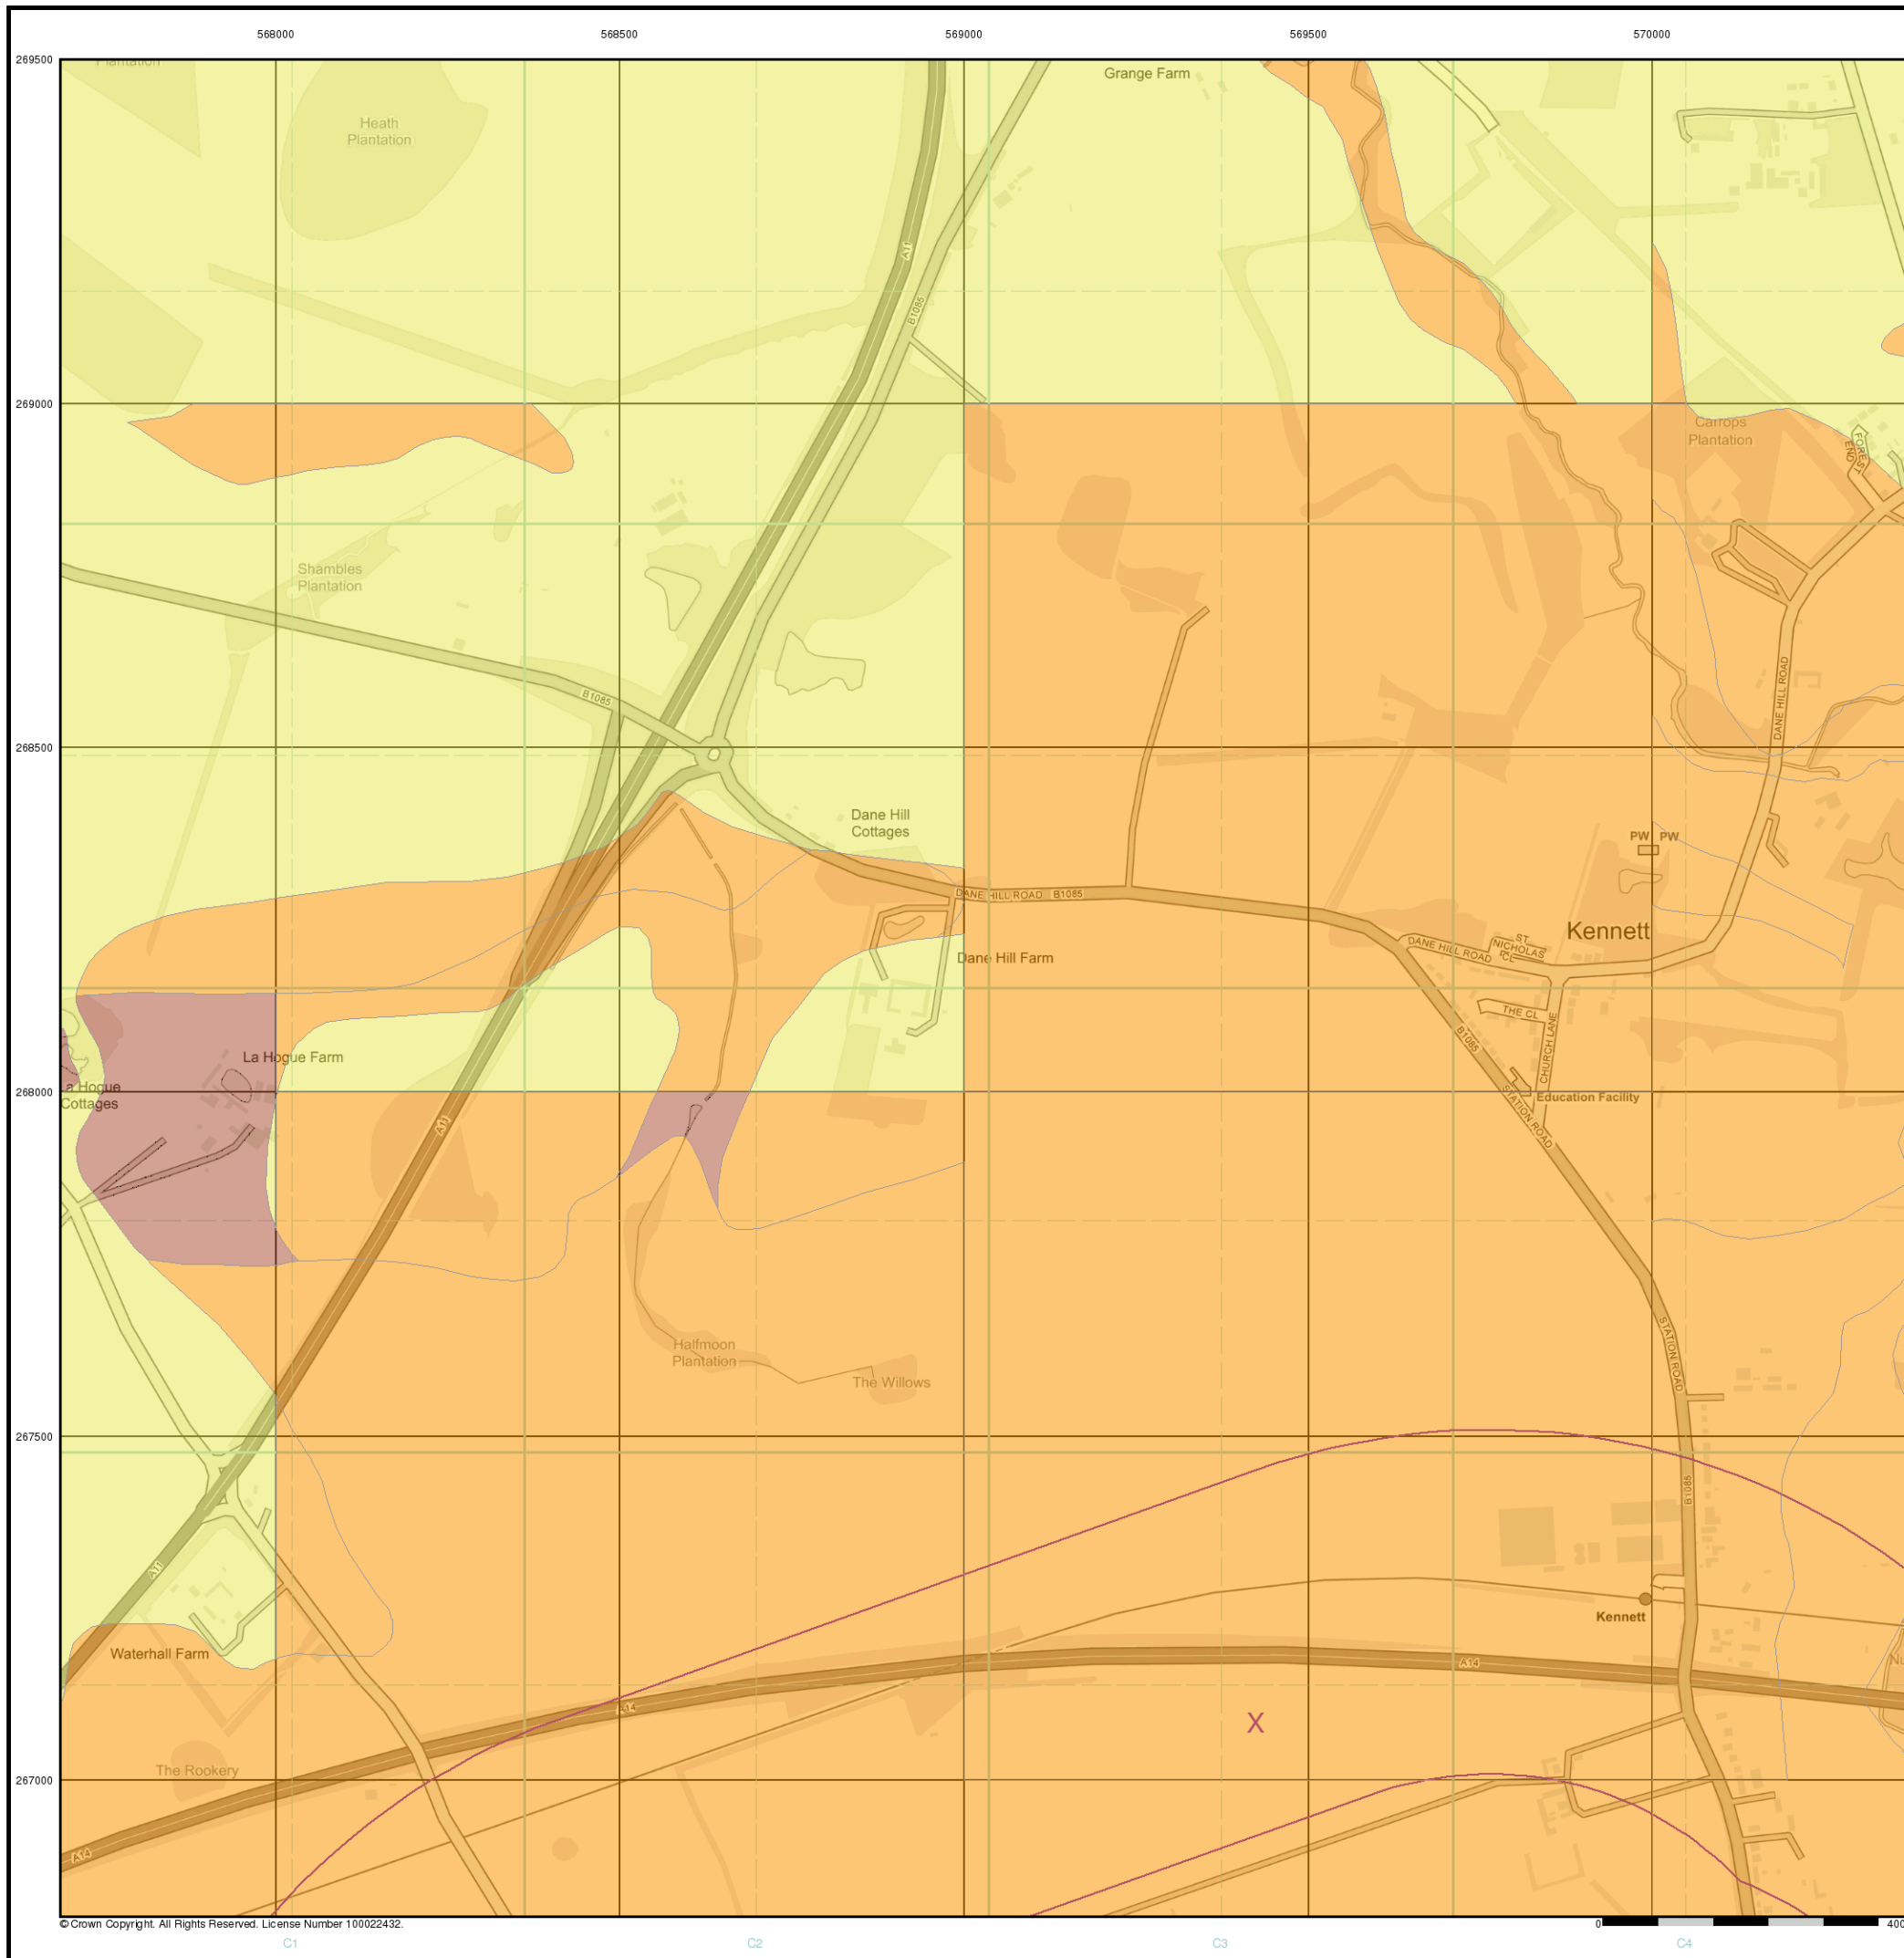 568000
568500
569000
569500
570000
269500
Plantation
Grange Farm
Heath
Plantation
A11
B1085
269000
Carrops
Plantation
FOREST
END
Shambles
Plantation
B1085
DANE HILL ROAD
268500
Dane Hill
Cottages
PW PW
DANE HILL ROAD B1085
Kennett
DANE HILL ROAD
ST
NICHOLAS
CL
Dane Hill Farm
THE CL
B1085
CHURCH LANE
La Hogue Farm
a Hogue
Cottages
268000
Education Facility
STATION ROAD
A11
Halfmoon
Plantation
The Willows
STATION ROAD
267500
B1085
A11
Kennett
Waterhall Farm
Nu
A14
A14
X
The Rookery
267000
A14
© Crown Copyright. All Rights Reserved. License Number 100022432.
0
400
C1
C2
C3
C4